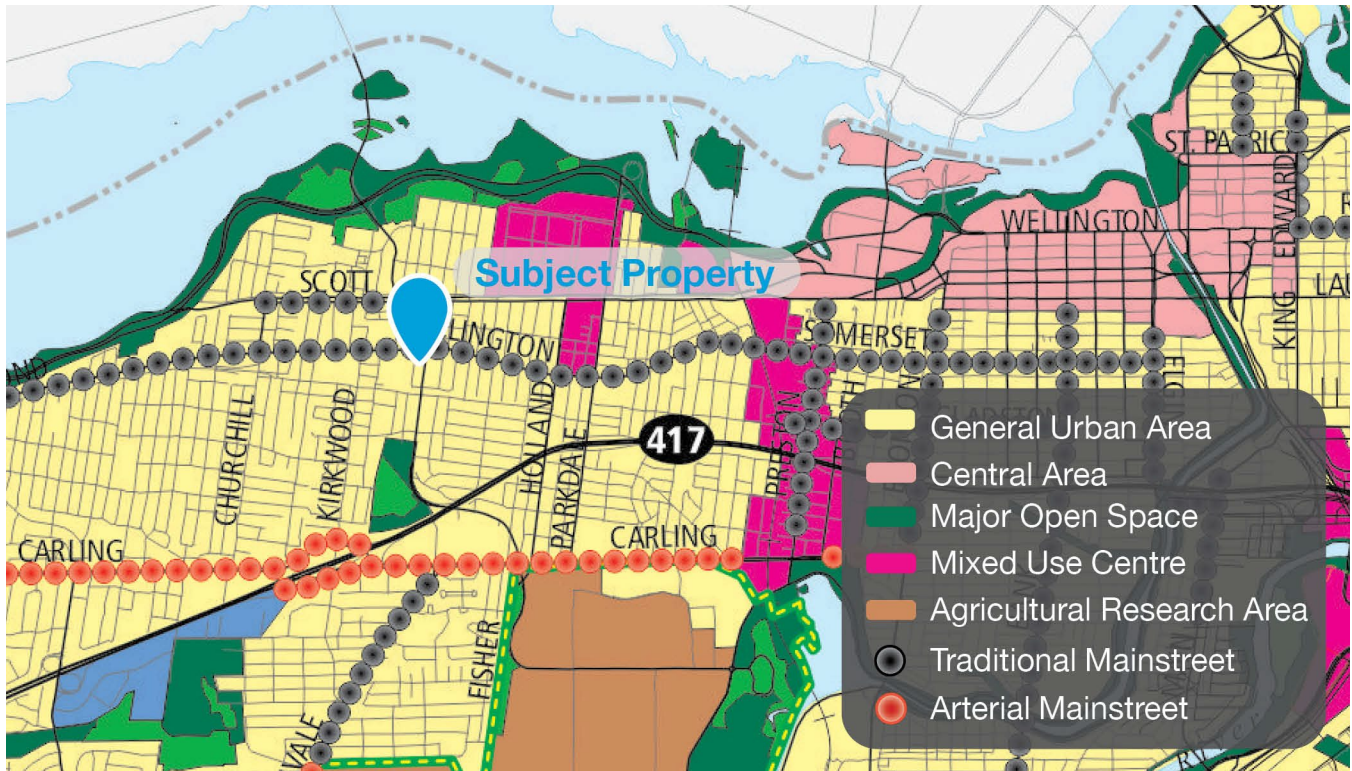 ST. PATRIC
WELLINGTON
KING EDWARD
SCOTT
Subject Property
LINGTON
SOMERSET
LAU
ELGIN
CHURCHILL
KIRKWOOD
HOLLAND
PARKDALE
417
PRESTON
CARLING
CARLING
FISHER
VALE
General Urban Area
Central Area
Major Open Space
Mixed Use Centre
Agricultural Research Area
Traditional Mainstreet
Arterial Mainstreet